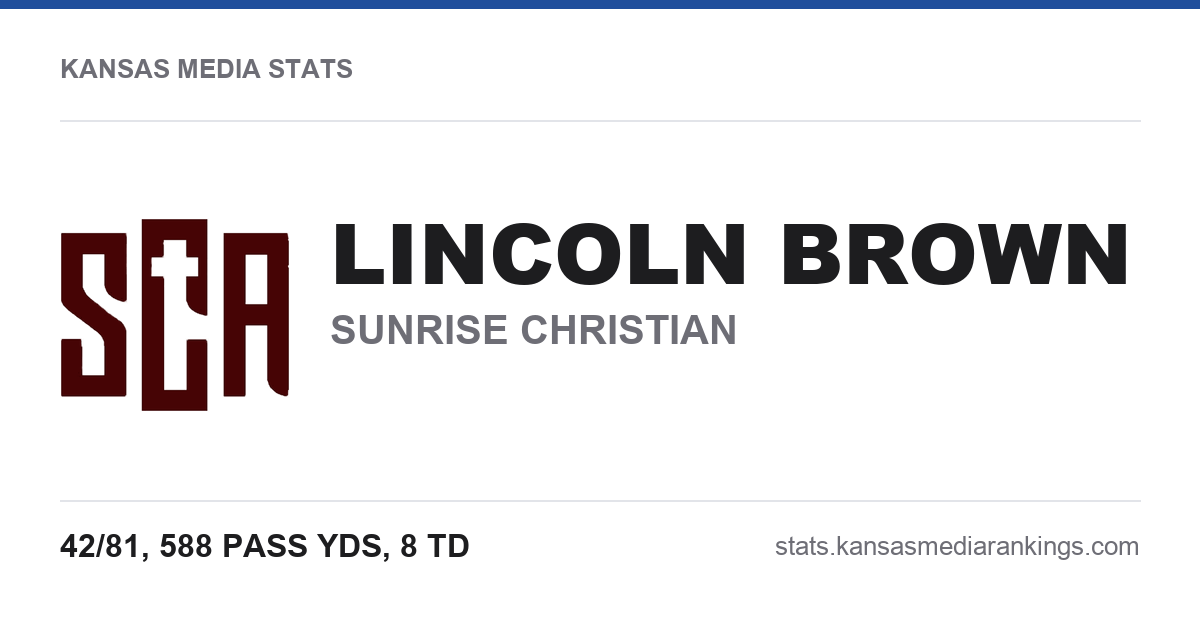 KANSAS MEDIA STATS
SCA
LINCOLN BROWN
SUNRISE CHRISTIAN
42/81, 588 PASS YDS, 8 TD
stats.kansasmediarankings.com